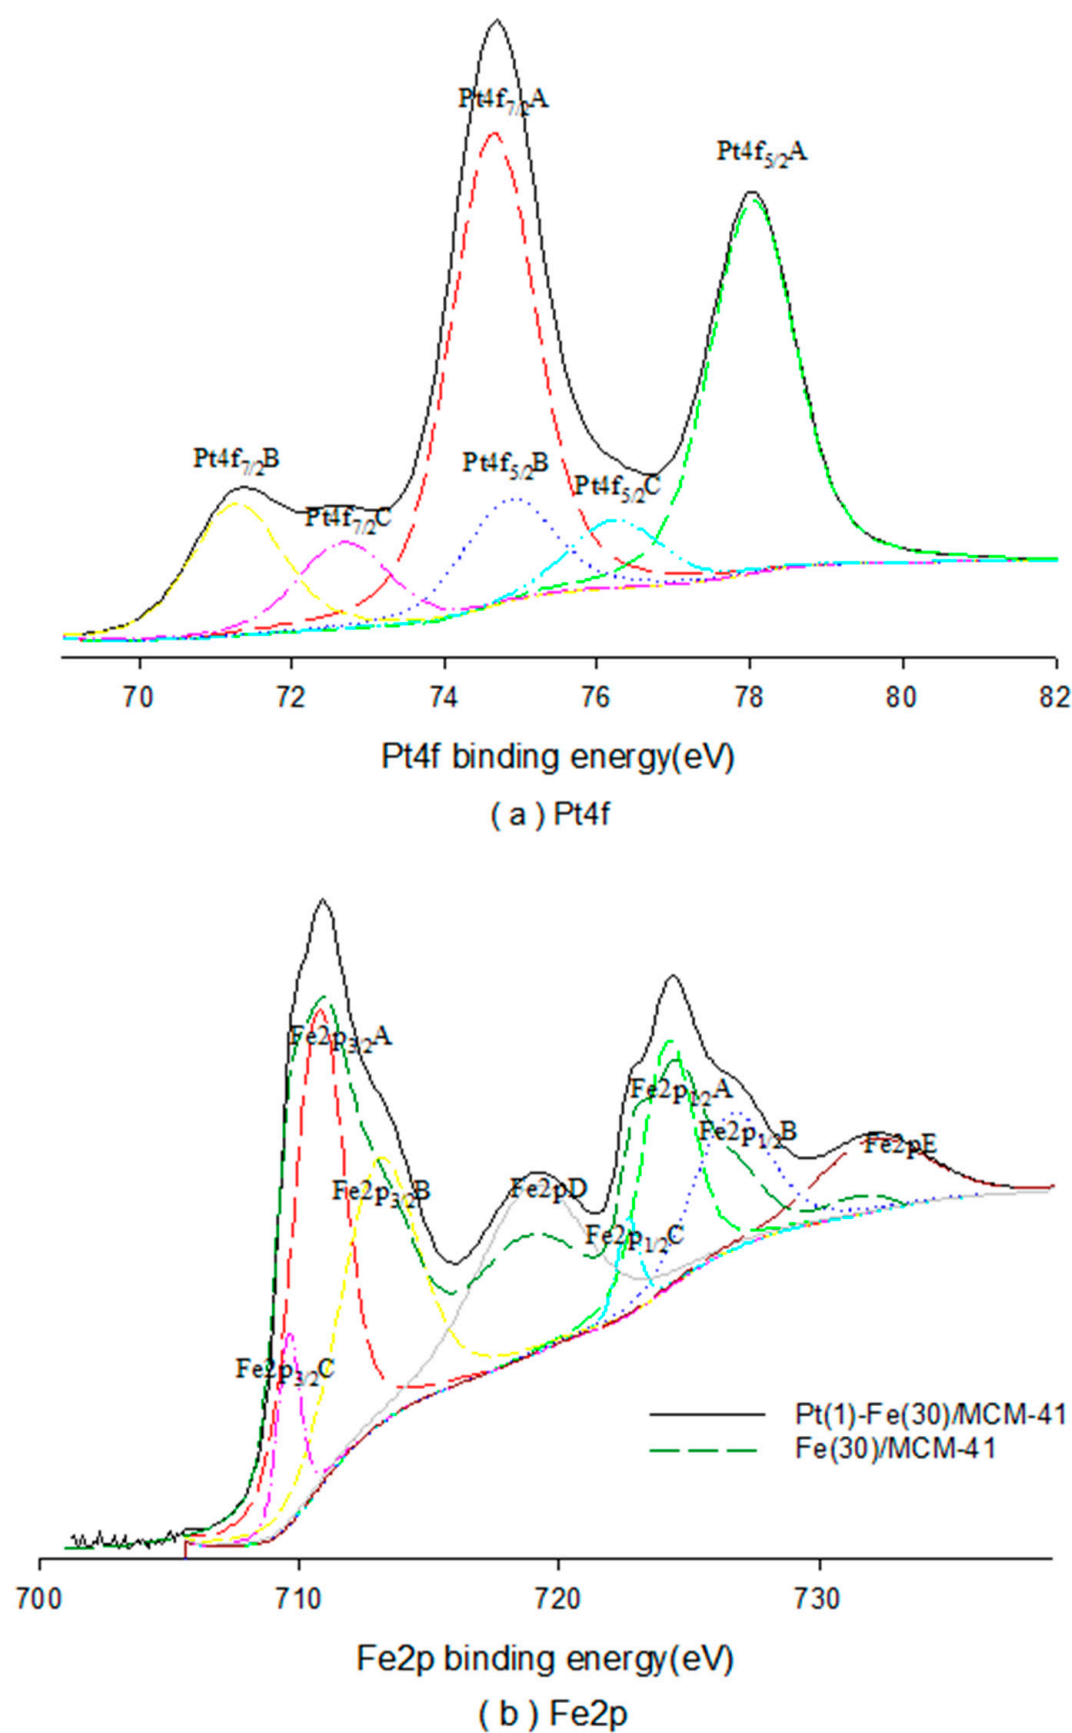 Pt4f7/2A
Pt4f5/2A
Pt4f7/2B
Pt4f5/2B
Pt4f5/2C
Pt4f7/2C
70 72 74 76 78 80 82
Pt4f binding energy(eV)
( a ) Pt4f
Fe2p3/2A
Fe2p1/2A
Fe2p1/2B
Fe2pE
Fe2p3/2B
Fe2pD
Fe2p1/2C
Fe2p3/2C
Pt(1)-Fe(30)/MCM-41
Fe(30)/MCM-41
700 710 720 730
Fe2p binding energy(eV)
( b ) Fe2p